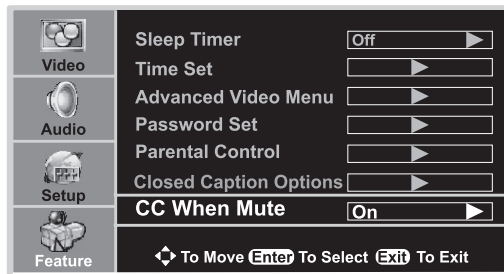 Video
Audio
Setup
Feature
Sleep Timer Off
Time Set
Advanced Video Menu
Password Set
Parental Control
Closed Caption Options
CC When Mute On
To Move Enter To Select Exit To Exit